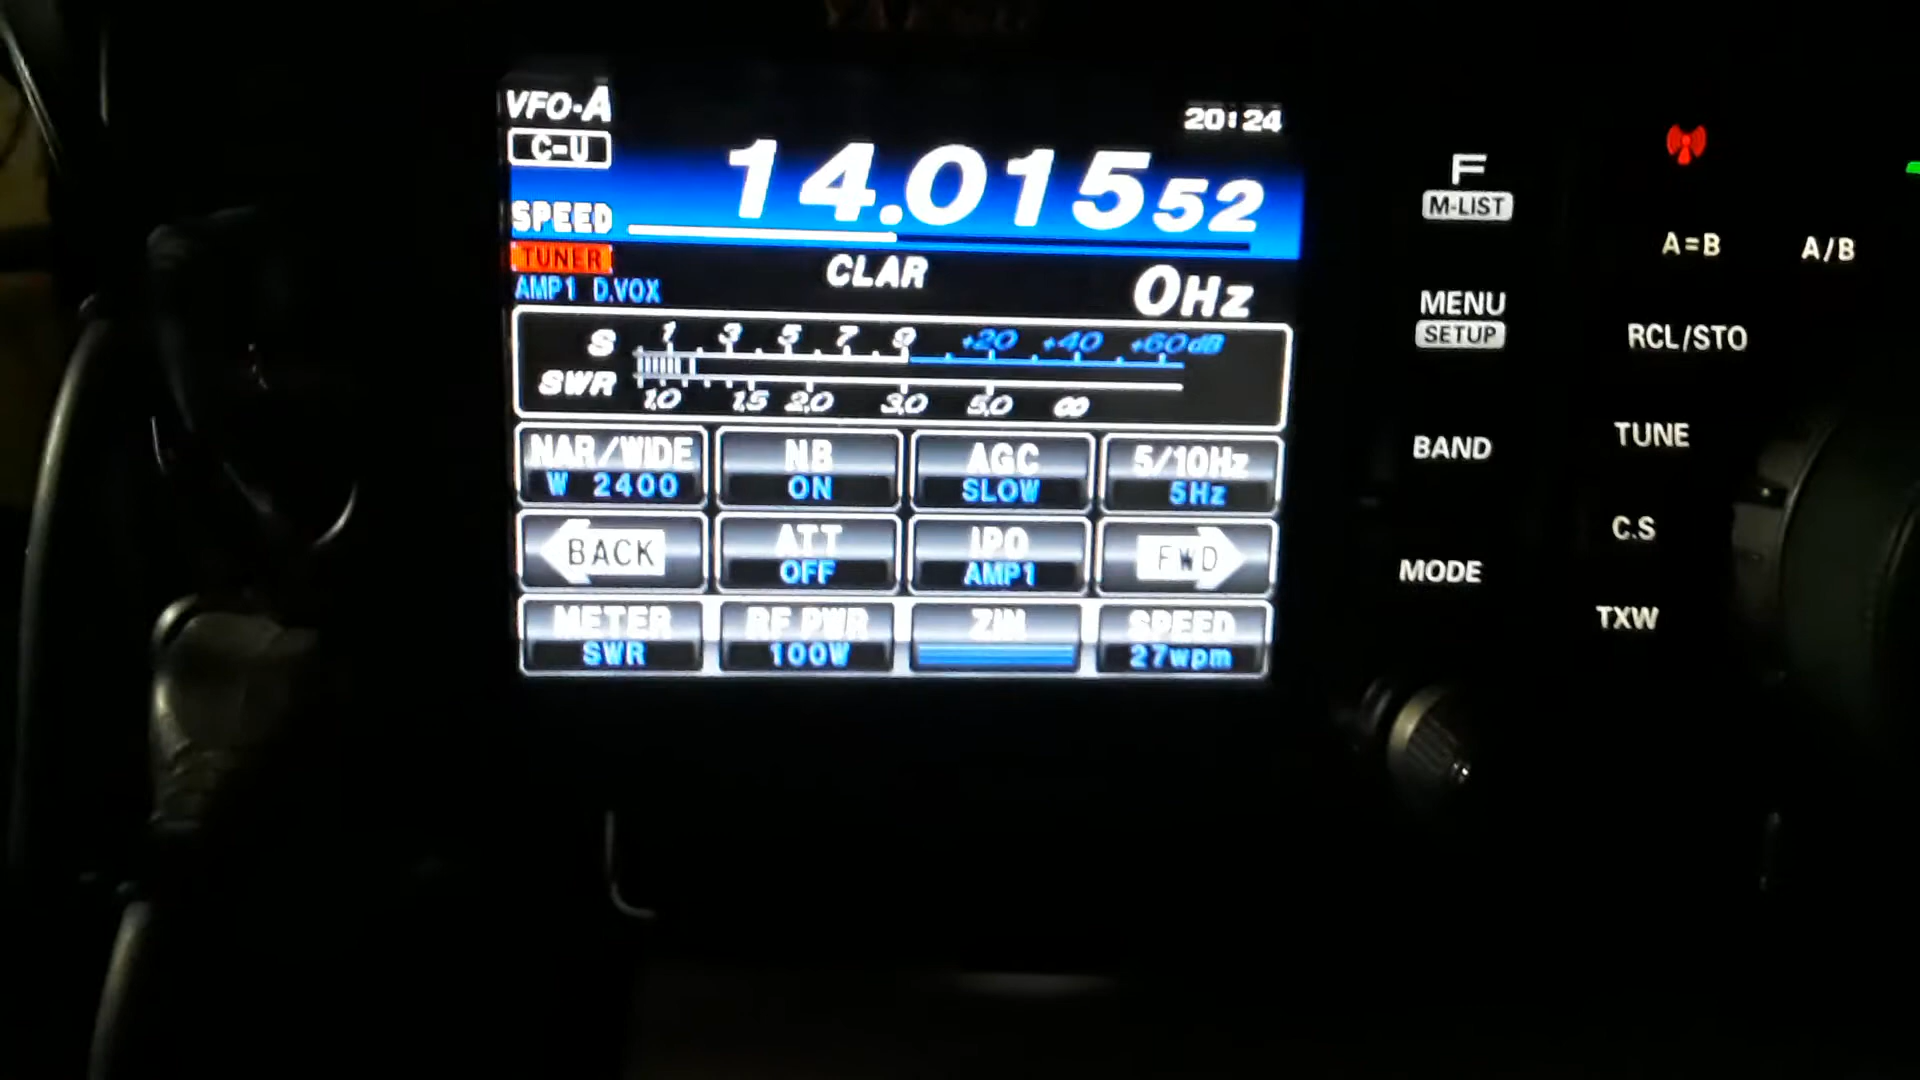 VFO-A 20:24
C-U 14.015 52
SPEED
TUNER CLAR 0Hz
AMP1 D.VOX
S 1 3 5 7 9 +20 +40 +60dB
SWR 1.0 1.5 2.0 3.0 5.0 ∞
NAR/WIDE NB AGC 5/10Hz
W 2400 ON SLOW 5Hz
BACK ATT IPO FWD
OFF AMP1
METER RF PWR ZIN SPEED
SWR 100W 27wpm
F
M-LIST
A=B A/B
MENU
SETUP
RCL/STO
BAND TUNE
C.S
MODE
TXW